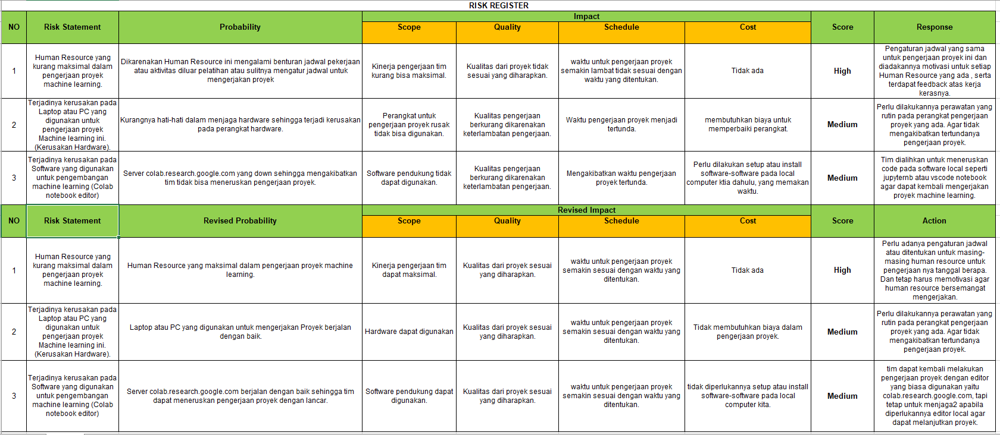 RISK REGISTER
NO
Risk Statement
Probability
Impact
Scope
Quality
Schedule
Cost
Score
Response
1
Human Resource yang
kurang maksimal dalam
pengerjaan proyek
machine learning.
Dikarenakan Human Resource ini mengalami benturan jadwal pekerjaan
atau aktivitas diluar pelatihan atau sulitnya mengatur jadwal untuk
mengerjakan proyek
Kinerja pengerjaan tim
kurang bisa maksimal.
Kualitas dari proyek tidak
sesuai yang diharapkan.
waktu untuk pengerjaan proyek
semakin lambat tidak sesuai dengan
waktu yang ditentukan.
Tidak ada
High
Pengaturan jadwal yang sama
untuk pengerjaan proyek ini dan
diadakannya motivasi untuk setiap
Human Resource yang ada , serta
terdapat feedback atas kerja
kerasnya.
2
Terjadinya kerusakan pada
Laptop atau PC yang
digunakan untuk
pengerjaan proyek
Machine learning ini.
(Kerusakan Hardware).
Kurangnya hati-hati dalam menjaga hardware sehingga terjadi kerusakan
pada perangkat hardware.
Perangkat untuk
pengerjaan proyek rusak
tidak bisa digunakan.
Kualitas pengerjaan
berkurang dikarenakan
keterlambatan pengerjaan.
Waktu pengerjaan proyek menjadi
tertunda.
membutuhkan biaya untuk
memperbaiki perangkat.
Medium
Perlu dilakukannya perawatan yang
rutin pada perangkat pengerjaan
proyek yang ada. Agar tidak
mengakibatkan tertundanya
pengerjaan proyek.
3
Terjadinya kerusakan pada
Software yang digunakan
untuk pengembangan
machine learning (Colab
notebook editor)
Server colab.research.google.com yang down sehingga mengakibatkan
tim tidak bisa meneruskan pengerjaan proyek.
Software pendukung tidak
dapat digunakan.
Kualitas pengerjaan
berkurang dikarenakan
keterlambatan pengerjaan.
Mengakibatkan waktu pengerjaan
proyek tertunda.
Perlu dilakukan setup atau install
software-software pada local
computer ktia dahulu, yang memakan
waktu.
Medium
Tim dialihkan untuk meneruskan
code pada software local seperti
jupyternb atau vscode notebook
agar dapat kembali mengerjakan
proyek machine learning.
NO
Risk Statement
Revised Probability
Revised Impact
Scope
Quality
Schedule
Cost
Score
Action
1
Human Resource yang
kurang maksimal dalam
pengerjaan proyek
machine learning.
Human Resource yang maksimal dalam pengerjaan proyek machine
learning.
Kinerja pengerjaan tim
dapat maksimal.
Kualitas dari proyek sesuai
yang diharapkan.
waktu untuk pengerjaan proyek
semakin sesuai dengan waktu yang
ditentukan.
Tidak ada
High
Perlu adanya pengaturan jadwal
atau ditentukan untuk masing-
masing human resource untuk
pengerjaan nya tanggal berapa.
Dan tetap harus memotivasi agar
human resource bersemangat
mengerjakan.
2
Terjadinya kerusakan pada
Laptop atau PC yang
digunakan untuk
pengerjaan proyek
Machine learning ini.
(Kerusakan Hardware).
Laptop atau PC yang digunakan untuk mengerjakan Proyek berjalan
dengan baik.
Hardware dapat digunakan
Kualitas dari proyek sesuai
yang diharapkan.
waktu untuk pengerjaan proyek
semakin sesuai dengan waktu yang
ditentukan.
Tidak membutuhkan biaya dalam
pengerjaan proyek.
Medium
Perlu dilakukannya perawatan yang
rutin pada perangkat pengerjaan
proyek yang ada. Agar tidak
mengakibatkan tertundanya
pengerjaan proyek.
3
Terjadinya kerusakan pada
Software yang digunakan
untuk pengembangan
machine learning (Colab
notebook editor)
Server colab.research.google.com berjalan dengan baik sehingga tim
dapat meneruskan pengerjaan proyek dengan lancar.
Software pendukung dapat
digunakan.
Kualitas dari proyek sesuai
yang diharapkan.
waktu untuk pengerjaan proyek
semakin sesuai dengan waktu yang
ditentukan.
tidak diperlukannya setup atau install
software-software pada local
computer kita.
Medium
tim dapat kembali melakukan
pengerjaan proyek dengan editor
yang biasa digunakan yaitu
colab.research.google.com, tapi
tetap untuk menjaga2 apabila
diperlukannya editor local agar
dapat melanjutkan proyek.